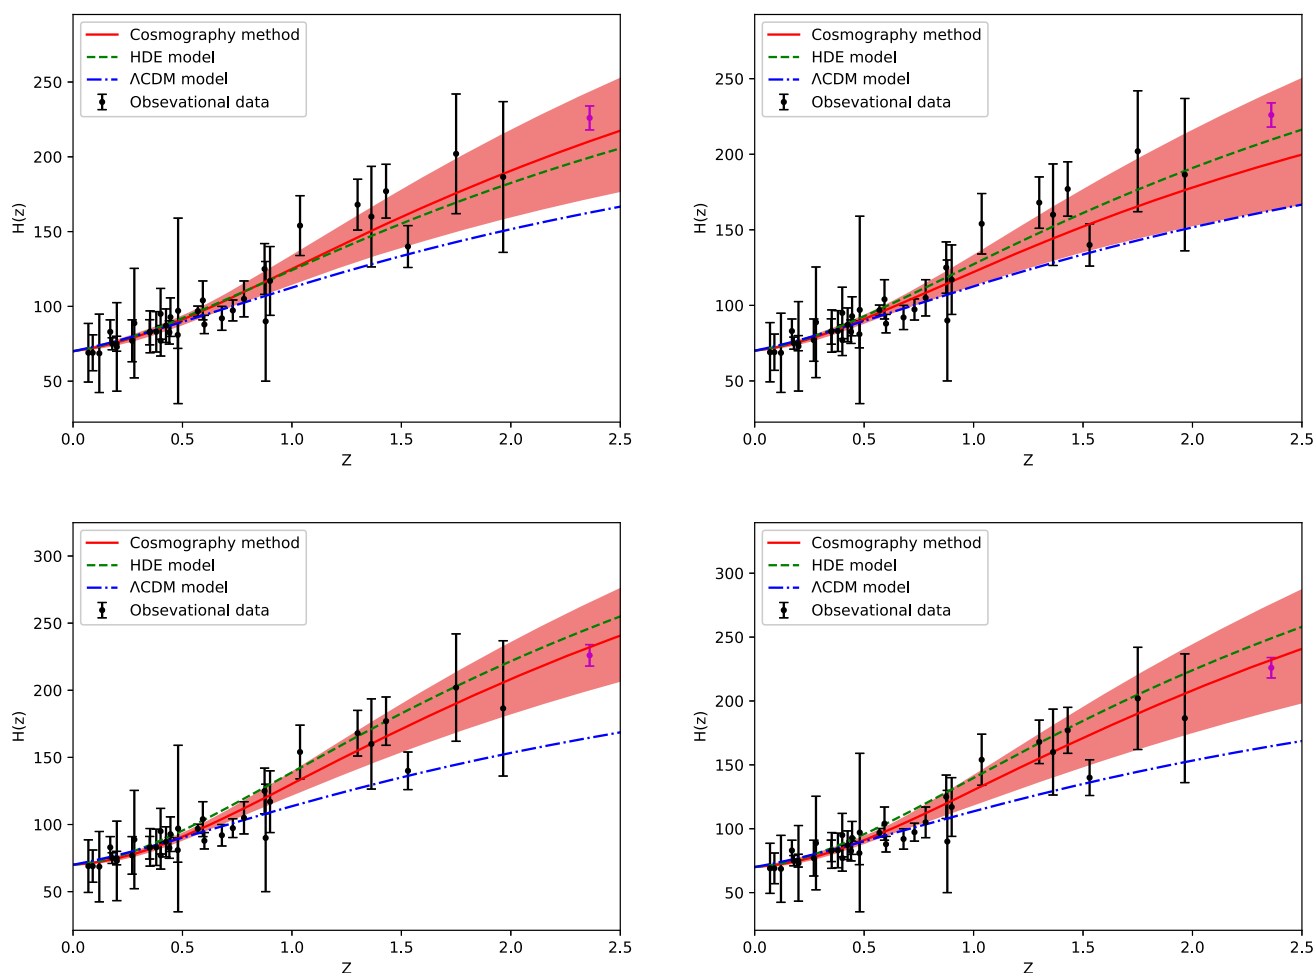 Cosmography method
HDE model
ΛCDM model
Obsevational data
H(z)
250
200
150
100
50
0.0 0.5 1.0 1.5 2.0 2.5
Z
Cosmography method
HDE model
ΛCDM model
Obsevational data
H(z)
250
200
150
100
50
0.0 0.5 1.0 1.5 2.0 2.5
Z
Cosmography method
HDE model
ΛCDM model
Obsevational data
H(z)
300
250
200
150
100
50
0.0 0.5 1.0 1.5 2.0 2.5
Z
Cosmography method
HDE model
ΛCDM model
Obsevational data
H(z)
300
250
200
150
100
50
0.0 0.5 1.0 1.5 2.0 2.5
Z